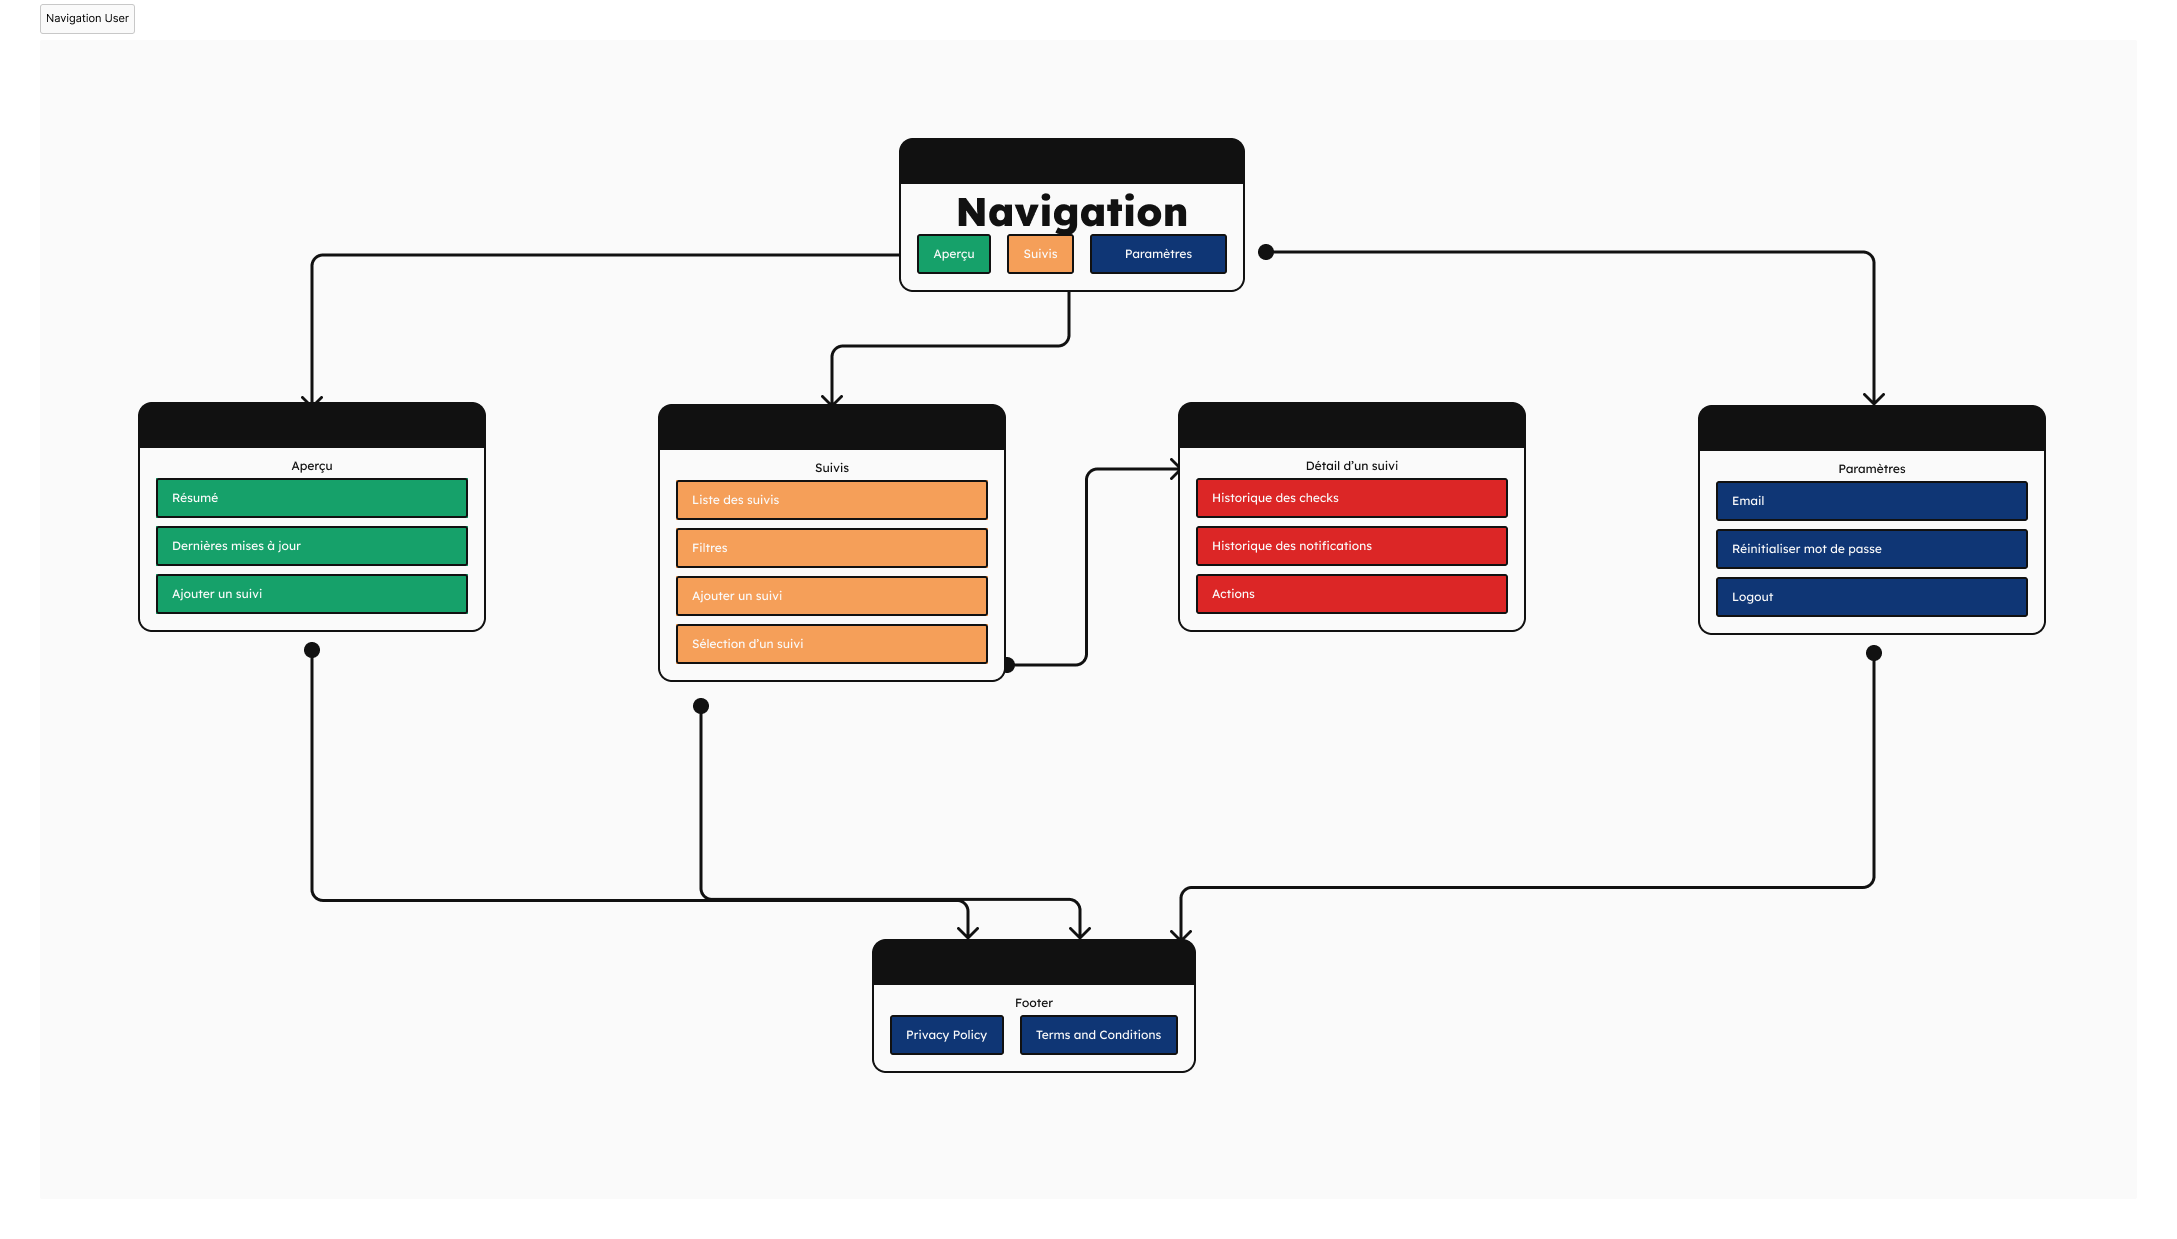 Navigation User
Navigation
Aperçu
Suivis
Paramètres
Aperçu
Résumé
Dernières mises à jour
Ajouter un suivi
Suivis
Liste des suivis
Filtres
Ajouter un suivi
Sélection d’un suivi
Détail d’un suivi
Historique des checks
Historique des notifications
Actions
Paramètres
Email
Réinitialiser mot de passe
Logout
Footer
Privacy Policy
Terms and Conditions